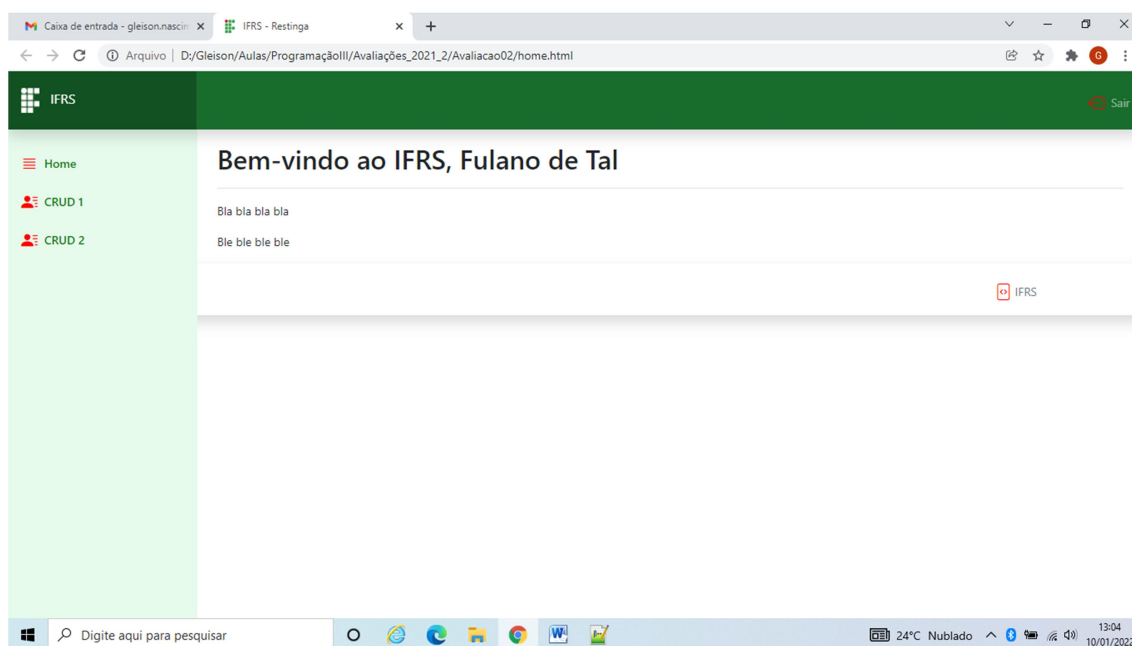 Caixa de entrada - gleison.nascin
IFRS - Restinga
Arquivo | D:/Gleison/Aulas/ProgramaçãoIII/Avaliações_2021_2/Avaliacao02/home.html
G
IFRS
Sair
Home
CRUD 1
CRUD 2
Bem-vindo ao IFRS, Fulano de Tal
Bla bla bla bla
Ble ble ble ble
IFRS
Digite aqui para pesquisar
24°C Nublado
13:04
10/01/2022